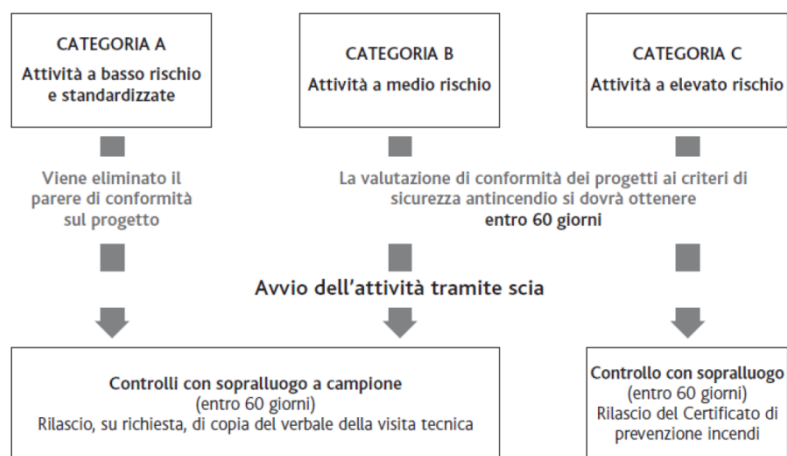 CATEGORIA A
Attività a basso rischio
e standardizzate
CATEGORIA B
Attività a medio rischio
CATEGORIA C
Attività a elevato rischio
Viene eliminato il
parere di conformità
sul progetto
La valutazione di conformità dei progetti ai criteri di
sicurezza antincendio si dovrà ottenere
entro 60 giorni
Avvio dell'attività tramite scia
Controlli con sopralluogo a campione
(entro 60 giorni)
Rilascio, su richiesta, di copia del verbale della visita tecnica
Controllo con sopralluogo
(entro 60 giorni)
Rilascio del Certificato di
prevenzione incendi